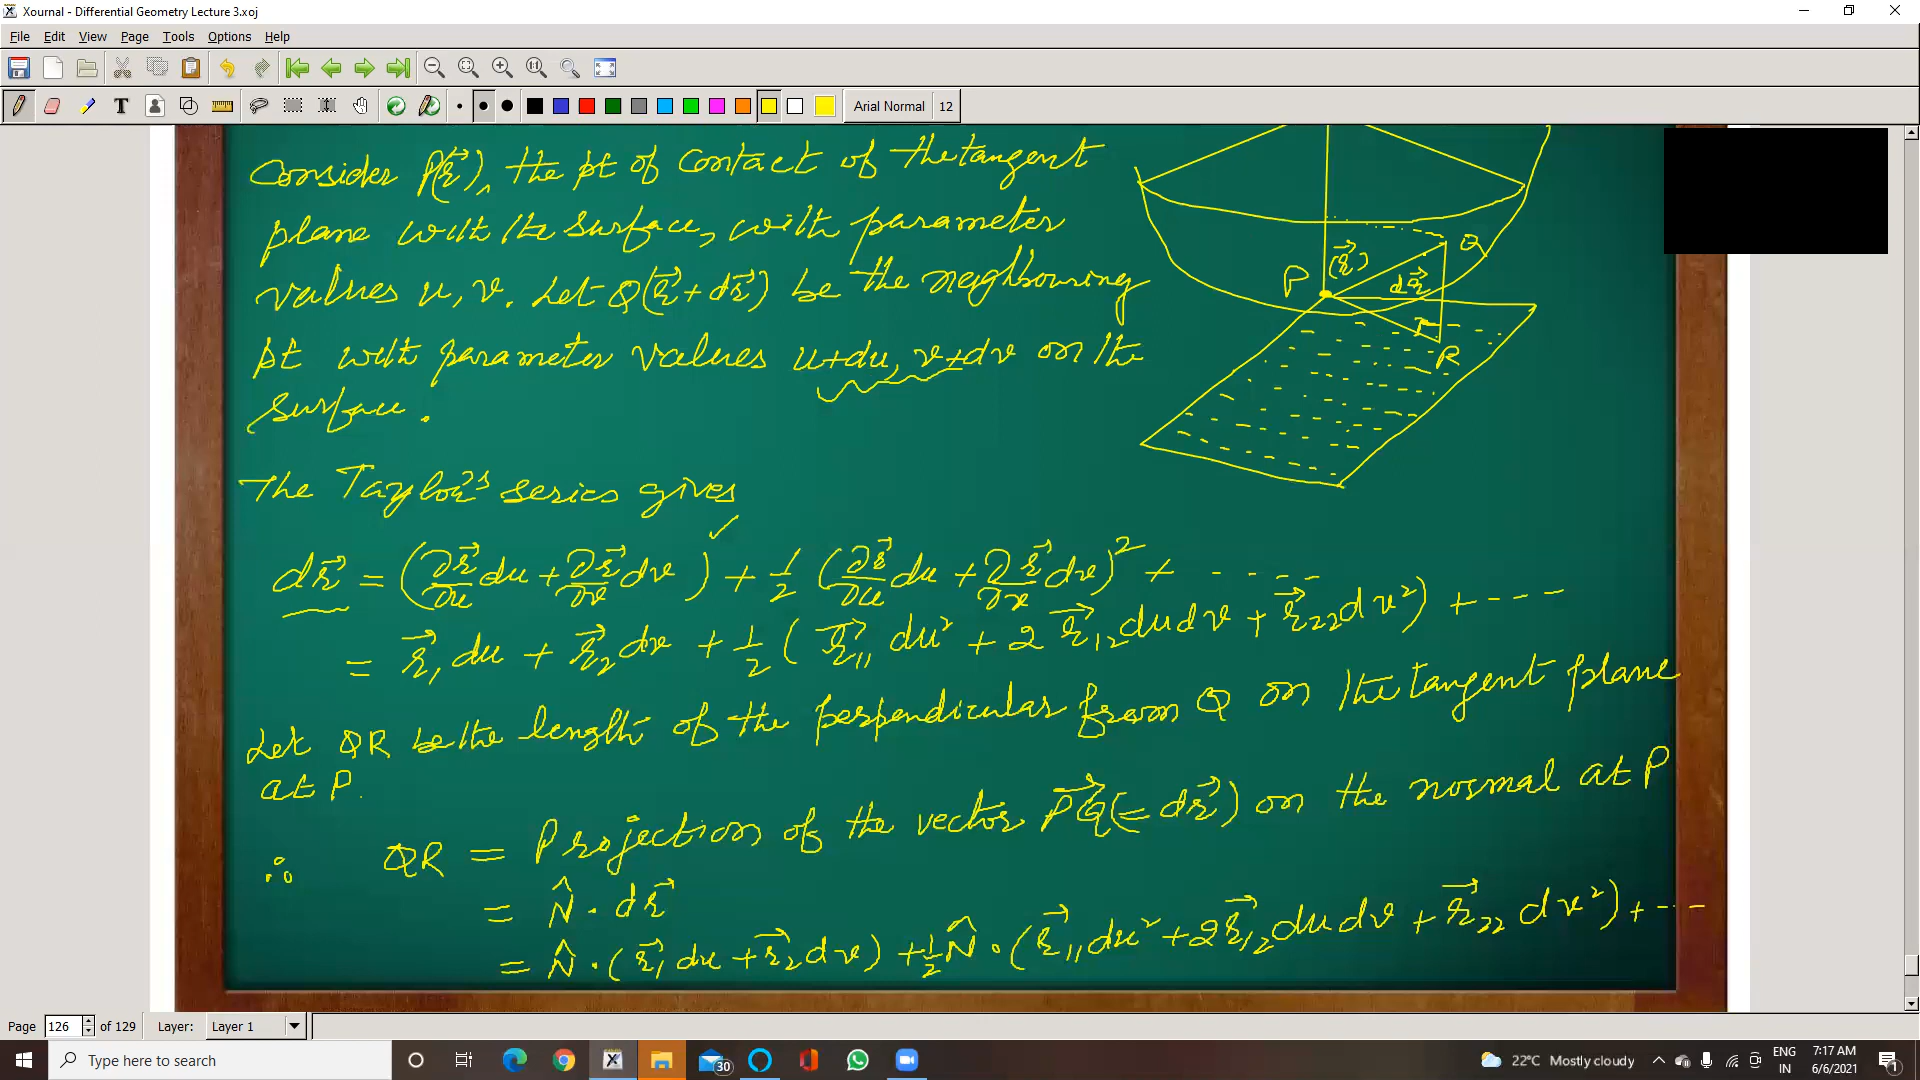 Xournal - Differential Geometry Lecture 3.xoj
File Edit View Page Tools Options Help
Arial Normal 12
Consider P(r⃗), the pt of contact of the tangent
plane with the surface, with parameter
values u, v. Let Q(r⃗+dr⃗) be the neighbouring
pt with parameter values u+du, v+dv on the
surface.
P (r⃗) dr⃗ Q
R
The Taylor's series gives
dr⃗ = (∂r⃗/∂u du + ∂r⃗/∂v dv) + 1/2 (∂r⃗/∂u du + ∂r⃗/∂v dv)² + ------
= r⃗₁ du + r⃗₂ dv + 1/2 ( r⃗₁₁ du² + 2 r⃗₁₂ du dv + r⃗₂₂ dv²) + ---
Let QR be the length of the perpendicular from Q on the tangent plane
at P.
∴ QR = Projection of the vector P⃗Q (= dr⃗) on the normal at P
= N̂ . dr⃗
= N̂ . (r⃗₁ du + r⃗₂ dv) + 1/2 N̂ . (r⃗₁₁ du² + 2r⃗₁₂ du dv + r⃗₂₂ dv²) + ---
Page 126 of 129 Layer: Layer 1
Type here to search
30
22°C Mostly cloudy
ENG
IN
7:17 AM
6/6/2021
1